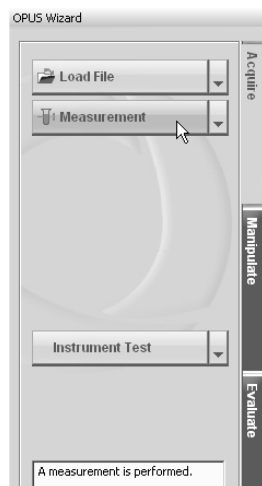 OPUS Wizard
Load File
Measurement
Instrument Test
A measurement is performed.
Acquire
Manipulate
Evaluate